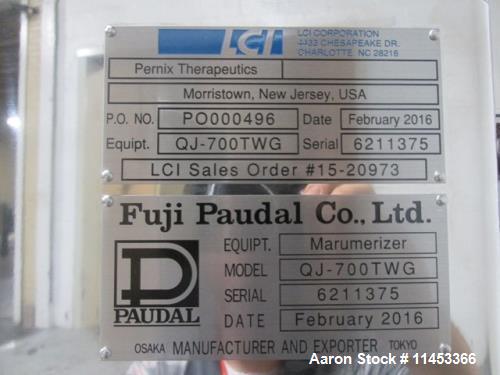 LCI
LCI CORPORATION
4433 CHESAPEAKE DR.
CHARLOTTE NC 28216
Pernix Therapeutics
Morristown, New Jersey, USA
P.O. NO. PO000496 Date February 2016
Equipt. QJ-700TWG Serial 6211375
LCI Sales Order #15-20973
Fuji Paudal Co., Ltd.
PAUDAL
EQUIPT. Marumerizer
MODEL QJ-700TWG
SERIAL 6211375
DATE February 2016
OSAKA MANUFACTURER AND EXPORTER TOKYO
Aaron Stock # 11453366